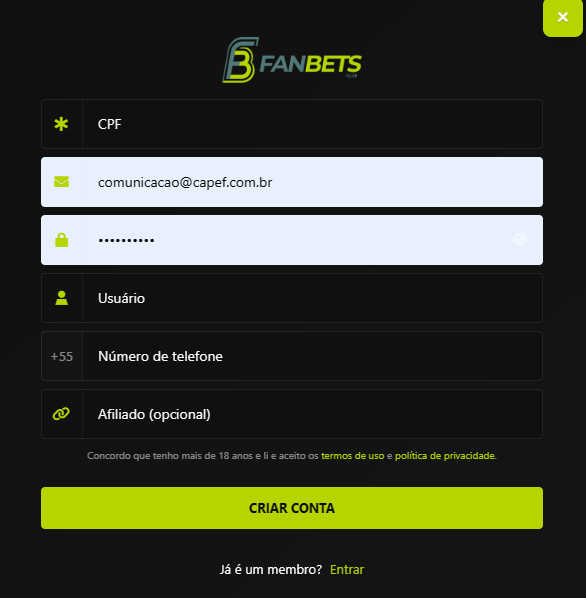 ×
FANBETS
CLUB
CPF
comunicacao@capef.com.br
••••••••••
Usuário
+55 Número de telefone
Afiliado (opcional)
Concordo que tenho mais de 18 anos e li e aceito os termos de uso e política de privacidade.
CRIAR CONTA
Já é um membro? Entrar